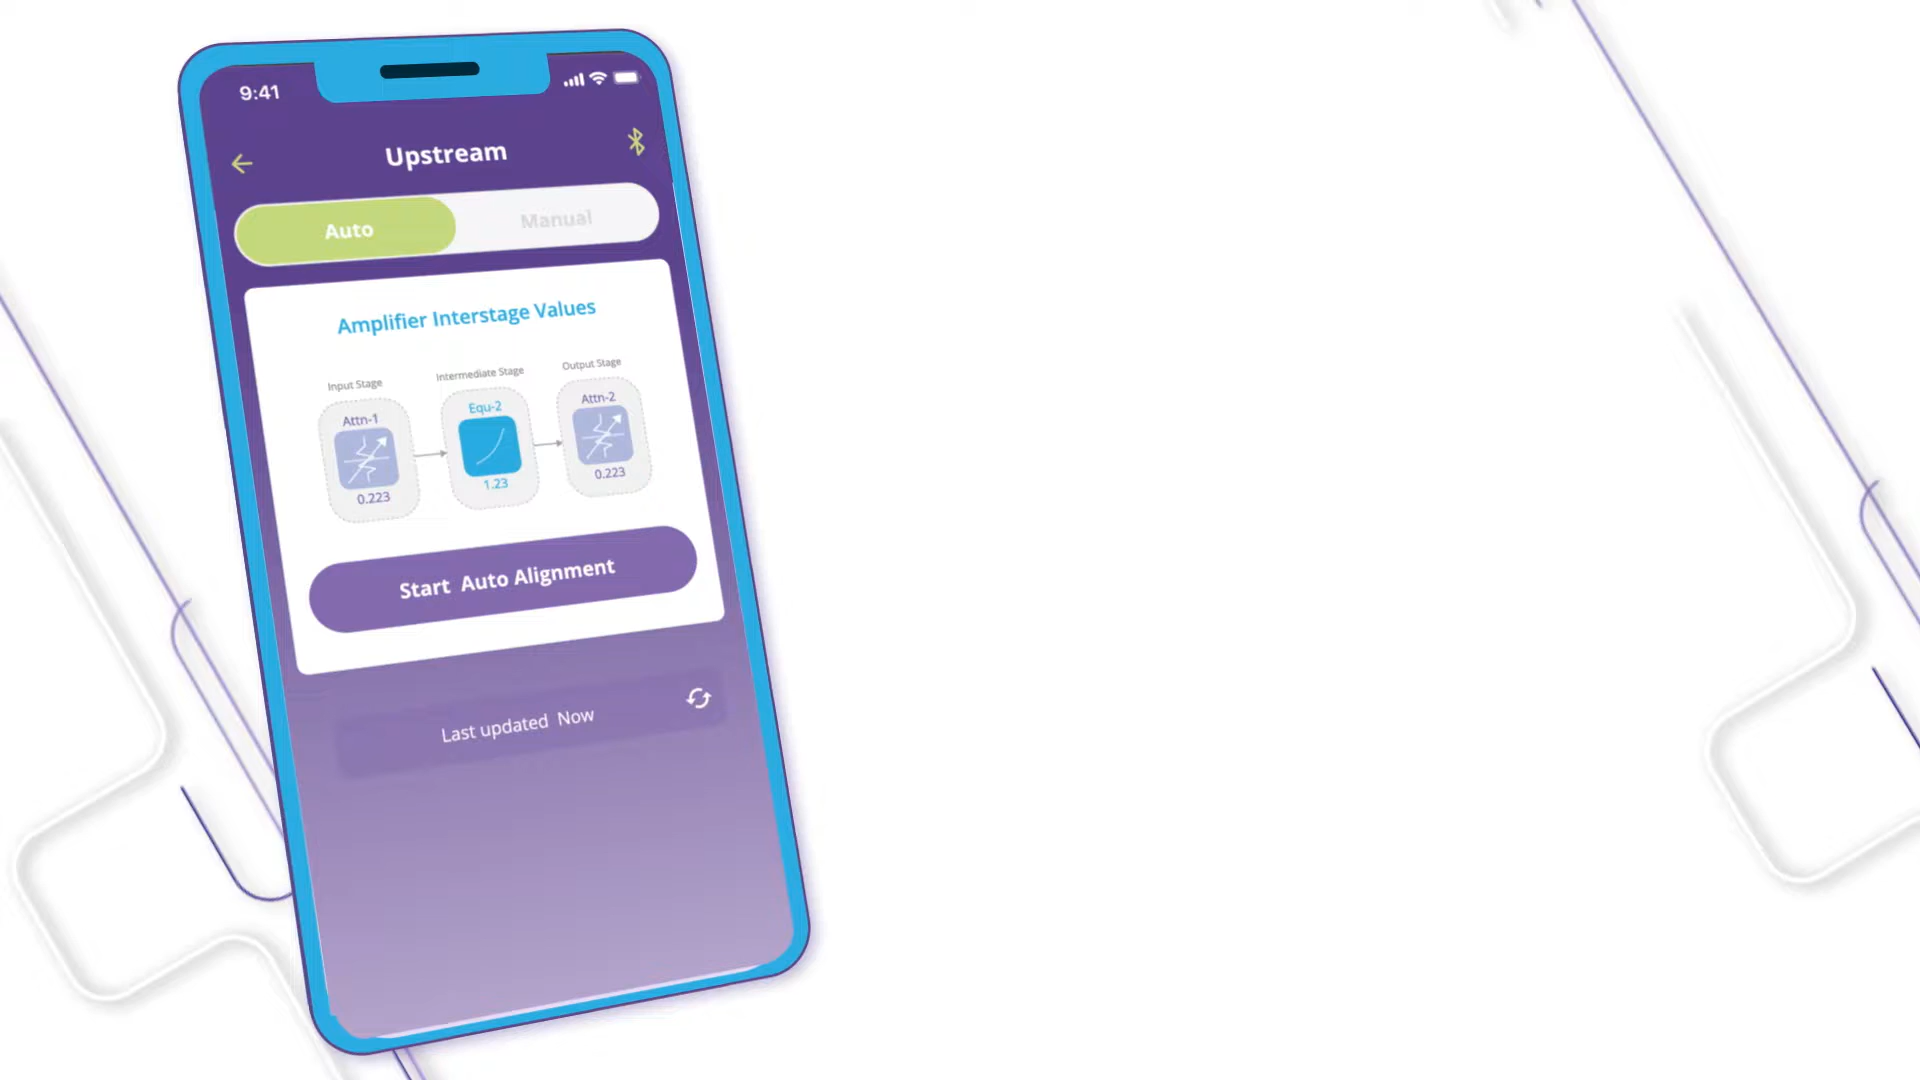 9:41
Upstream
Auto
Manual
Amplifier Interstage Values
Input Stage
Intermediate Stage
Output Stage
Attn-1
Equ-2
Attn-2
0.223
1.23
0.223
Start Auto Alignment
Last updated Now